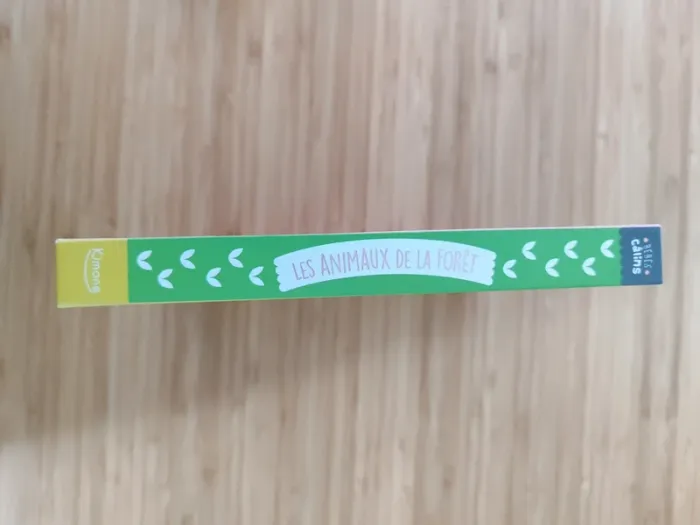 Kimane
LES ANIMAUX DE LA FORÊT
BÉBÉS
câlins